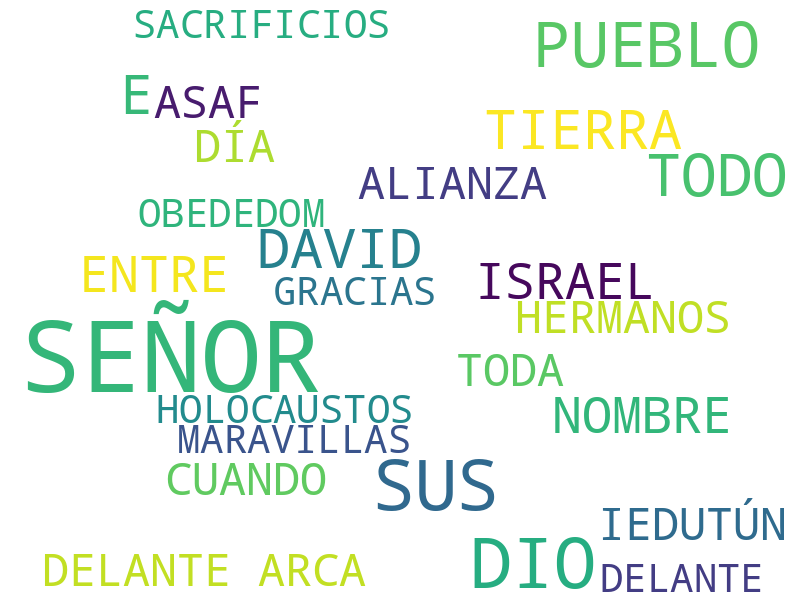 SACRIFICIOS
PUEBLO
E
ASAF
TIERRA
DÍA
TODO
ALIANZA
OBEDEDOM
DAVID
ENTRE
ISRAEL
GRACIAS
HERMANOS
SEÑOR
TODA
HOLOCAUSTOS
NOMBRE
MARAVILLAS
CUANDO
SUS
IEDUTÚN
DIO
DELANTE ARCA
DELANTE